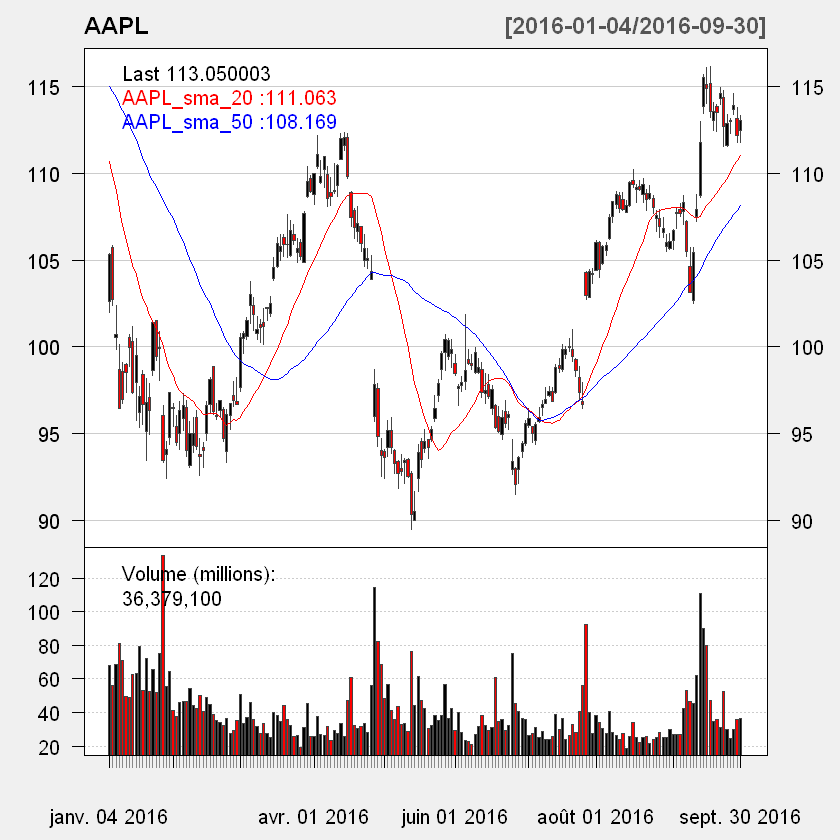 AAPL [2016-01-04/2016-09-30]
Last 113.050003
AAPL_sma_20 :111.063
AAPL_sma_50 :108.169
115 115
110 110
105 105
100 100
95 95
90 90
Volume (millions):
36,379,100
120
100
80
60
40
20
janv. 04 2016 avr. 01 2016 juin 01 2016 août 01 2016 sept. 30 2016